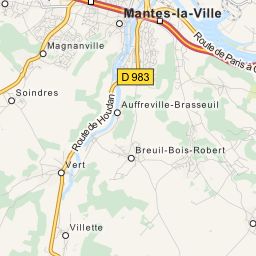 Mantes-la-Ville
Magnanville
Route de Paris à
D 983
Soindres
Auffreville-Brasseuil
Route de Houdan
Breuil-Bois-Robert
Vert
Villette